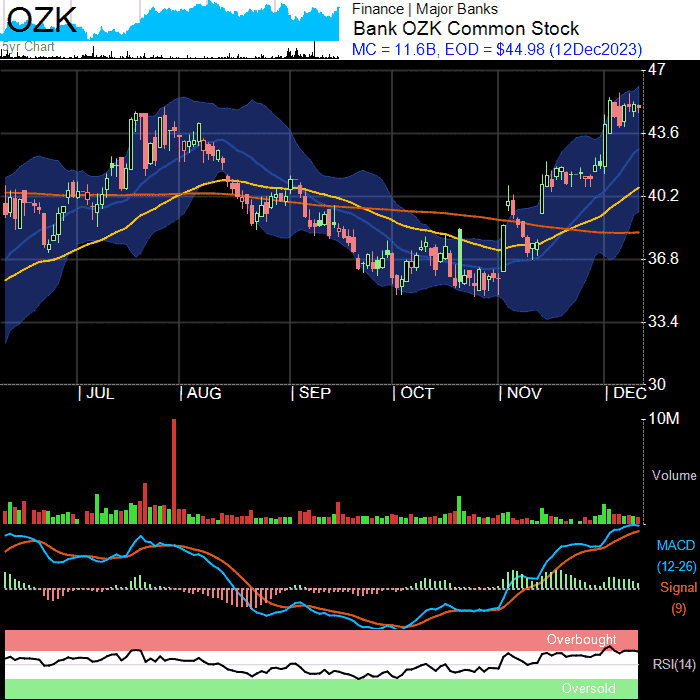 OZK
5yr Chart
Finance | Major Banks
Bank OZK Common Stock
MC = 11.6B, EOD = $44.98 (12Dec2023)
47
43.6
40.2
36.8
33.4
30
| JUL | AUG | SEP | OCT | NOV | DEC
10M
Volume
MACD
(12-26)
Signal
(9)
Overbought
RSI(14)
Oversold